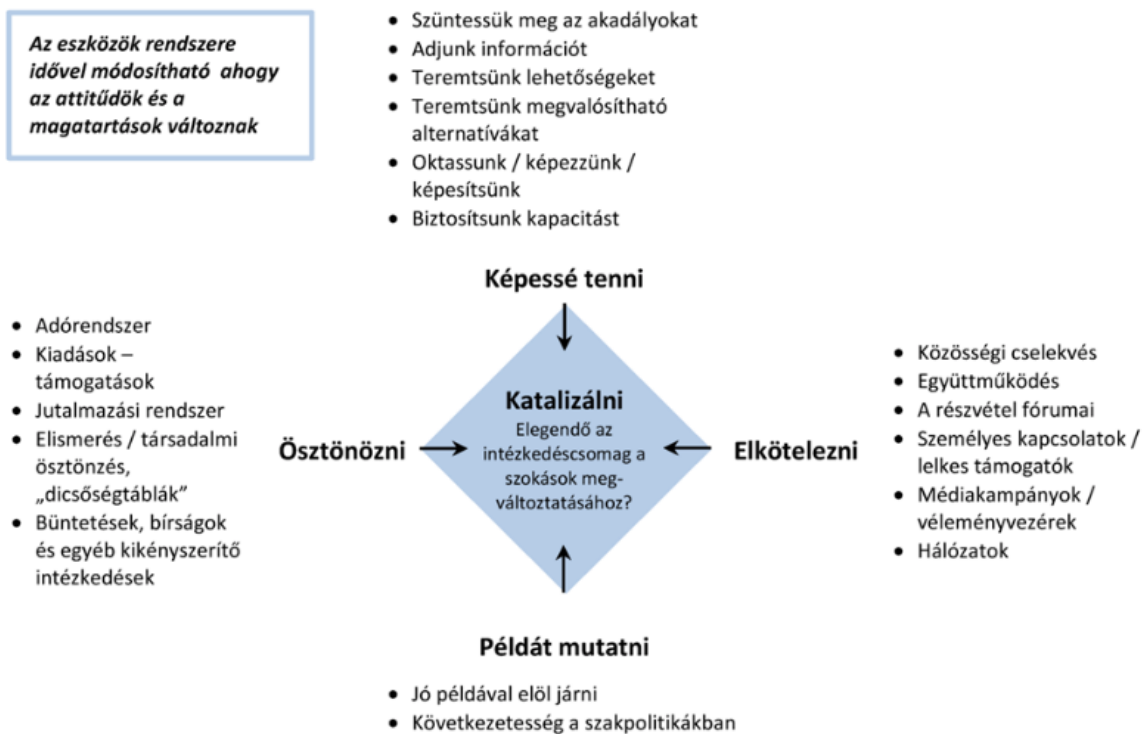 Az eszközök rendszere
idővel módosítható ahogy
az attitűdök és a
magatartások változnak
• Szüntessük meg az akadályokat
• Adjunk információt
• Teremtsünk lehetőségeket
• Teremtsünk megvalósítható
alternatívákat
• Oktassunk / képezzünk /
képesítsünk
• Biztosítsunk kapacitást
Képessé tenni
• Adórendszer
• Kiadások –
támogatások
• Jutalmazási rendszer
• Elismerés / társadalmi
ösztönzés,
„dicsőségtáblák”
• Büntetések, bírságok
és egyéb kikényszerítő
intézkedések
Ösztönözni
Katalizálni
Elegendő az
intézkedéscsomag a
szokások meg-
változtatásához?
Elkötelezni
• Közösségi cselekvés
• Együttműködés
• A részvétel fórumai
• Személyes kapcsolatok /
lelkes támogatók
• Médiakampányok /
véleményvezérek
• Hálózatok
Példát mutatni
• Jó példával elöl járni
• Következetesség a szakpolitikákban